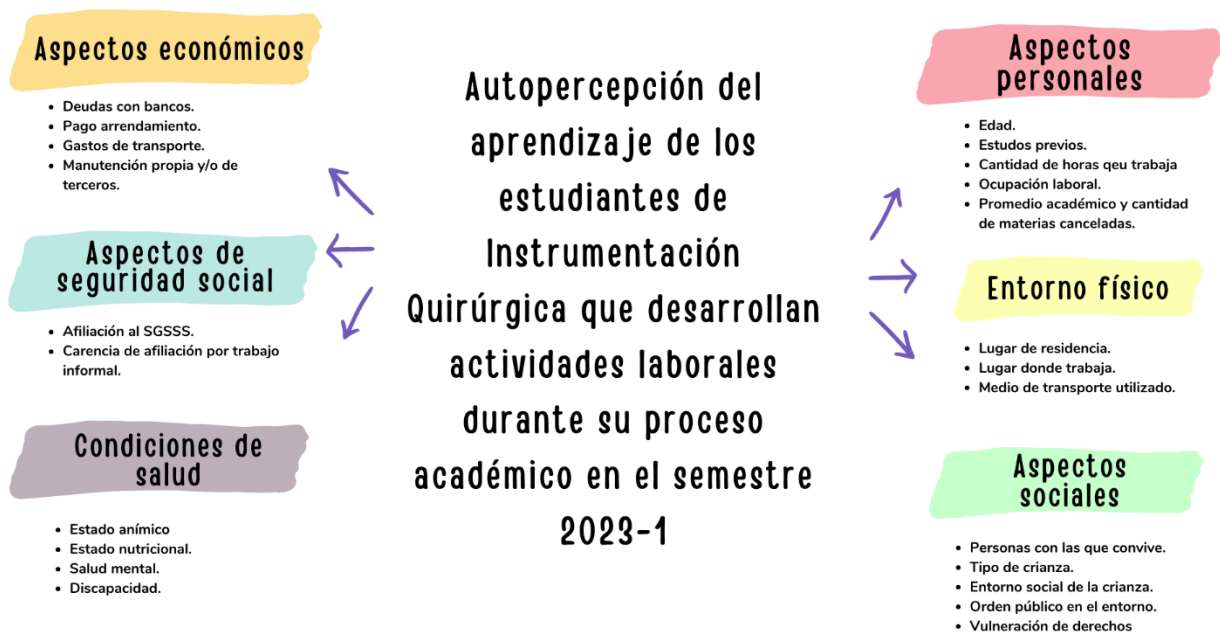 Aspectos económicos
• Deudas con bancos.
• Pago arrendamiento.
• Gastos de transporte.
• Manutención propia y/o de
terceros.
Aspectos de
seguridad social
• Afiliación al SGSSS.
• Carencia de afiliación por trabajo
informal.
Condiciones de
salud
• Estado anímico
• Estado nutricional.
• Salud mental.
• Discapacidad.
Autopercepción del
aprendizaje de los
estudiantes de
Instrumentación
Quirúrgica que desarrollan
actividades laborales
durante su proceso
académico en el semestre
2023-1
Aspectos
personales
• Edad.
• Estudos previos.
• Cantidad de horas qeu trabaja
• Ocupación laboral.
• Promedio académico y cantidad
de materias canceladas.
Entorno físico
• Lugar de residencia.
• Lugar donde trabaja.
• Medio de transporte utilizado.
Aspectos
sociales
• Personas con las que convive.
• Tipo de crianza.
• Entorno social de la crianza.
• Orden público en el entorno.
• Vulneración de derechos